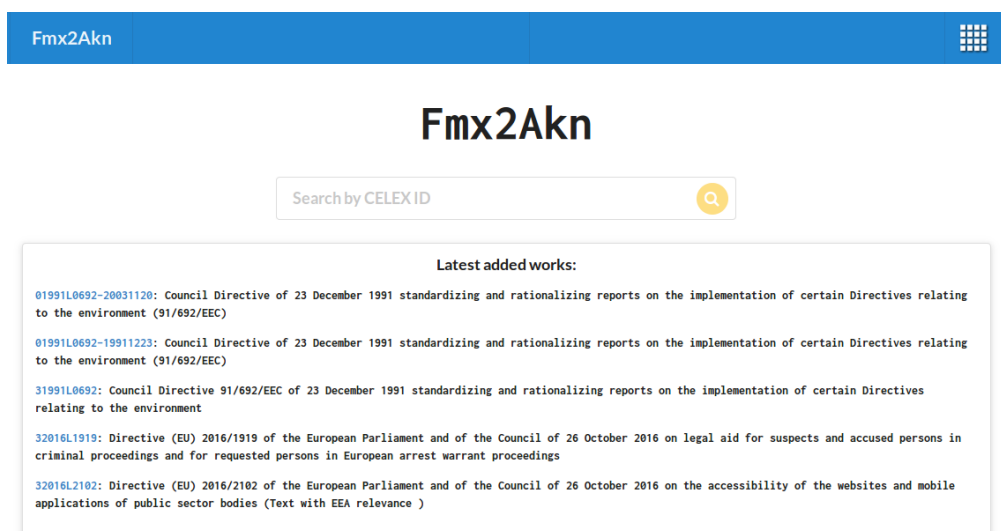 Fmx2Akn
Fmx2Akn
Search by CELEX ID
Latest added works:
01991L0692-20031120: Council Directive of 23 December 1991 standardizing and rationalizing reports on the implementation of certain Directives relating
to the environment (91/692/EEC)
01991L0692-19911223: Council Directive of 23 December 1991 standardizing and rationalizing reports on the implementation of certain Directives relating
to the environment (91/692/EEC)
31991L0692: Council Directive 91/692/EEC of 23 December 1991 standardizing and rationalizing reports on the implementation of certain Directives
relating to the environment
32016L1919: Directive (EU) 2016/1919 of the European Parliament and of the Council of 26 October 2016 on legal aid for suspects and accused persons in
criminal proceedings and for requested persons in European arrest warrant proceedings
32016L2102: Directive (EU) 2016/2102 of the European Parliament and of the Council of 26 October 2016 on the accessibility of the websites and mobile
applications of public sector bodies (Text with EEA relevance )